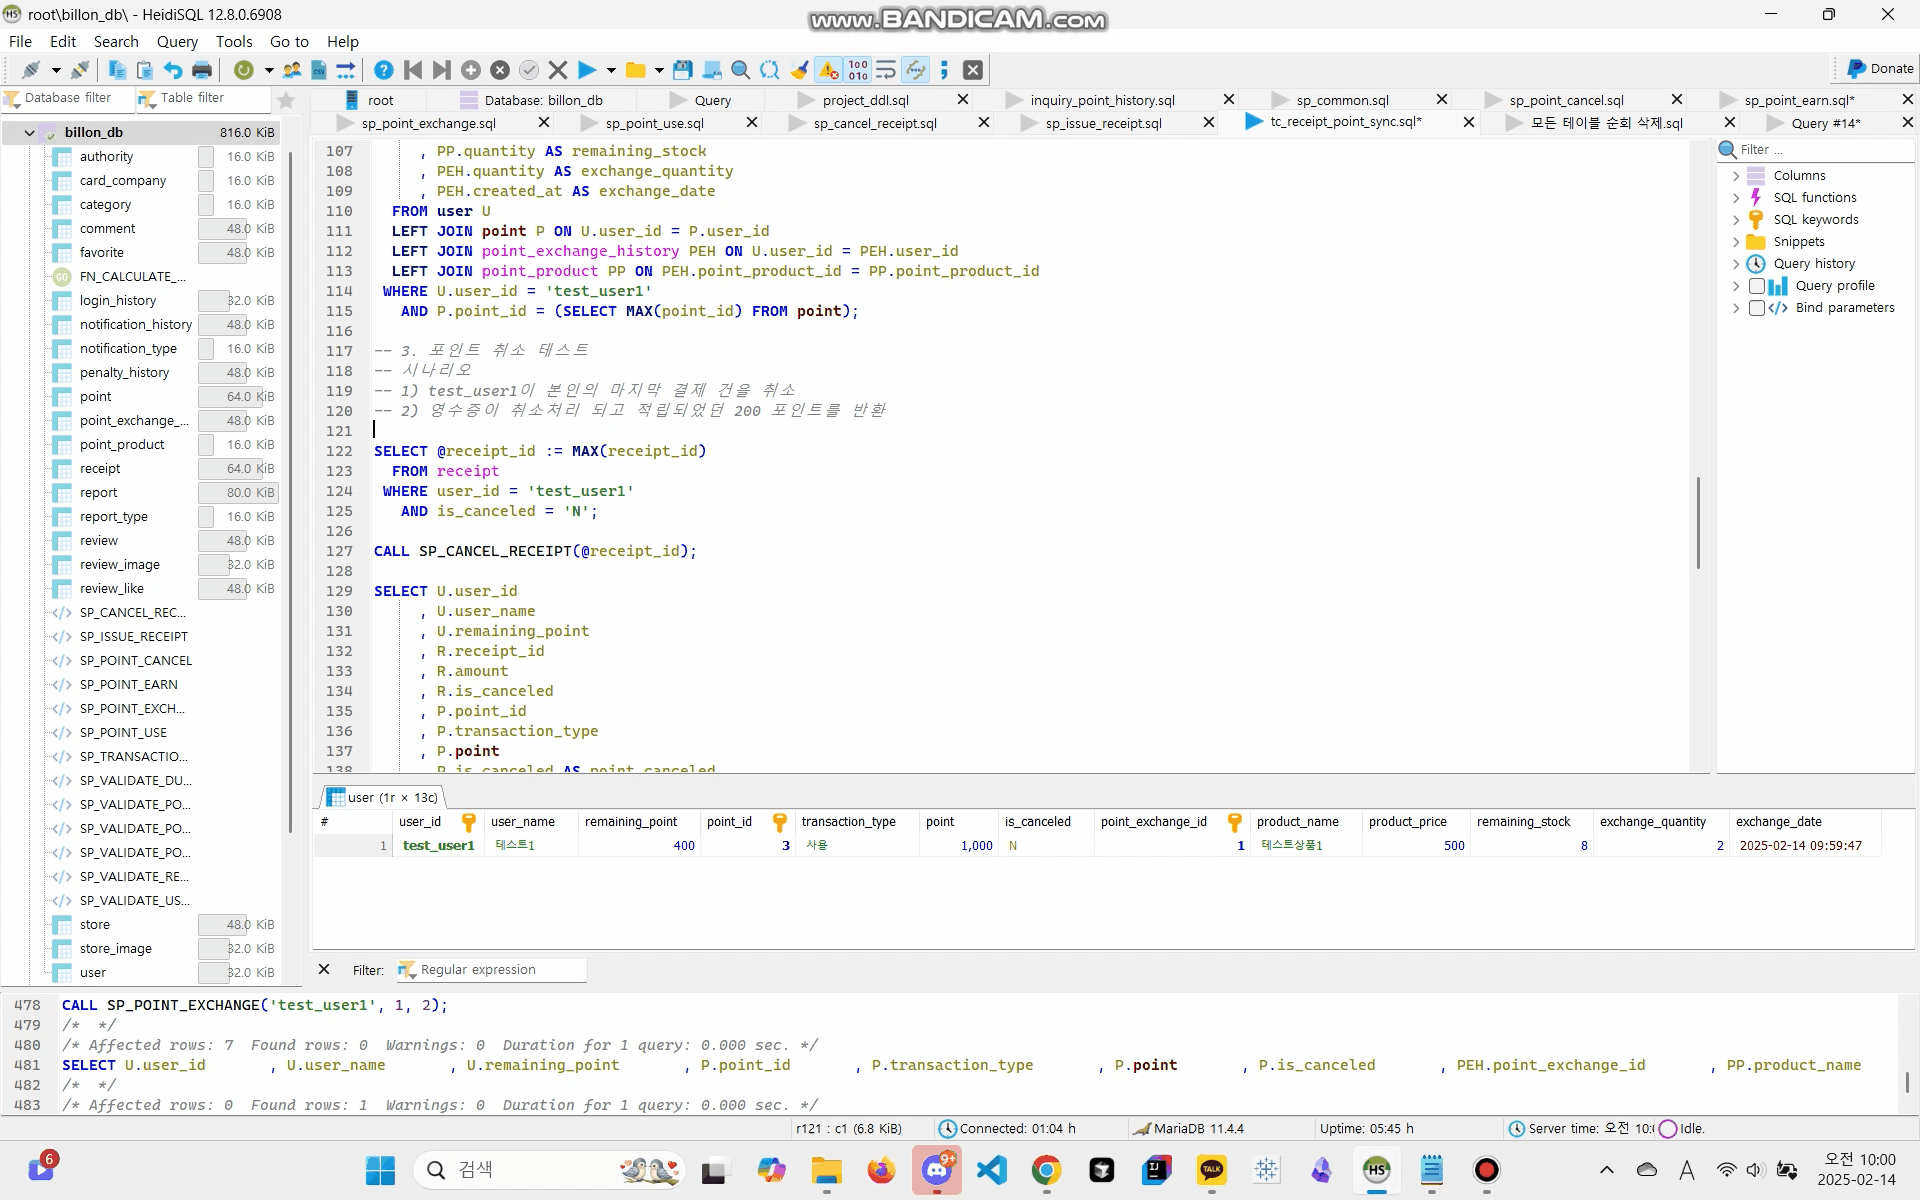 root\billon_db\ - HeidiSQL 12.8.0.6908
www.BANDICAM.com
File Edit Search Query Tools Go to Help
Donate
Database filter Table filter
root Database: billon_db Query project_ddl.sql inquiry_point_history.sql sp_common.sql sp_point_cancel.sql sp_point_earn.sql*
sp_point_exchange.sql sp_point_use.sql sp_cancel_receipt.sql sp_issue_receipt.sql tc_receipt_point_sync.sql* 모든 테이블 순회 삭제.sql Query #14*
billon_db 816.0 KiB
authority 16.0 KiB
card_company 16.0 KiB
category 16.0 KiB
comment 48.0 KiB
favorite 48.0 KiB
FN_CALCULATE_...
login_history 32.0 KiB
notification_history 48.0 KiB
notification_type 16.0 KiB
penalty_history 48.0 KiB
point 64.0 KiB
point_exchange_... 48.0 KiB
point_product 16.0 KiB
receipt 64.0 KiB
report 80.0 KiB
report_type 16.0 KiB
review 48.0 KiB
review_image 32.0 KiB
review_like 48.0 KiB
SP_CANCEL_REC...
SP_ISSUE_RECEIPT
SP_POINT_CANCEL
SP_POINT_EARN
SP_POINT_EXCH...
SP_POINT_USE
SP_TRANSACTIO...
SP_VALIDATE_DU...
SP_VALIDATE_PO...
SP_VALIDATE_PO...
SP_VALIDATE_PO...
SP_VALIDATE_RE...
SP_VALIDATE_US...
store 48.0 KiB
store_image 32.0 KiB
user 32.0 KiB
107 , PP.quantity AS remaining_stock
108 , PEH.quantity AS exchange_quantity
109 , PEH.created_at AS exchange_date
110 FROM user U
111 LEFT JOIN point P ON U.user_id = P.user_id
112 LEFT JOIN point_exchange_history PEH ON U.user_id = PEH.user_id
113 LEFT JOIN point_product PP ON PEH.point_product_id = PP.point_product_id
114 WHERE U.user_id = 'test_user1'
115 AND P.point_id = (SELECT MAX(point_id) FROM point);
116
117 -- 3. 포인트 취소 테스트
118 -- 시나리오
119 -- 1) test_user1이 본인의 마지막 결제 건을 취소
120 -- 2) 영수증이 취소처리 되고 적립되었던 200 포인트를 반환
121
122 SELECT @receipt_id := MAX(receipt_id)
123 FROM receipt
124 WHERE user_id = 'test_user1'
125 AND is_canceled = 'N';
126
127 CALL SP_CANCEL_RECEIPT(@receipt_id);
128
129 SELECT U.user_id
130 , U.user_name
131 , U.remaining_point
132 , R.receipt_id
133 , R.amount
134 , R.is_canceled
135 , P.point_id
136 , P.transaction_type
137 , P.point
138 , P.is_canceled AS point_canceled
Filter ...
Columns
SQL functions
SQL keywords
Snippets
Query history
Query profile
Bind parameters
user (1r × 13c)
# user_id user_name remaining_point point_id transaction_type point is_canceled point_exchange_id product_name product_price remaining_stock exchange_quantity exchange_date
1 test_user1 테스트1 400 3 사용 1,000 N 1 테스트상품1 500 8 2 2025-02-14 09:59:47
Filter: Regular expression
478 CALL SP_POINT_EXCHANGE('test_user1', 1, 2);
479 /* */
480 /* Affected rows: 7 Found rows: 0 Warnings: 0 Duration for 1 query: 0.000 sec. */
481 SELECT U.user_id , U.user_name , U.remaining_point , P.point_id , P.transaction_type , P.point , P.is_canceled , PEH.point_exchange_id , PP.product_name
482 /* */
483 /* Affected rows: 0 Found rows: 1 Warnings: 0 Duration for 1 query: 0.000 sec. */
r121 : c1 (6.8 KiB) Connected: 01:04 h MariaDB 11.4.4 Uptime: 05:45 h Server time: 오전 10: Idle.
6 검색 9+ TALK HS A 오전 10:00
2025-02-14